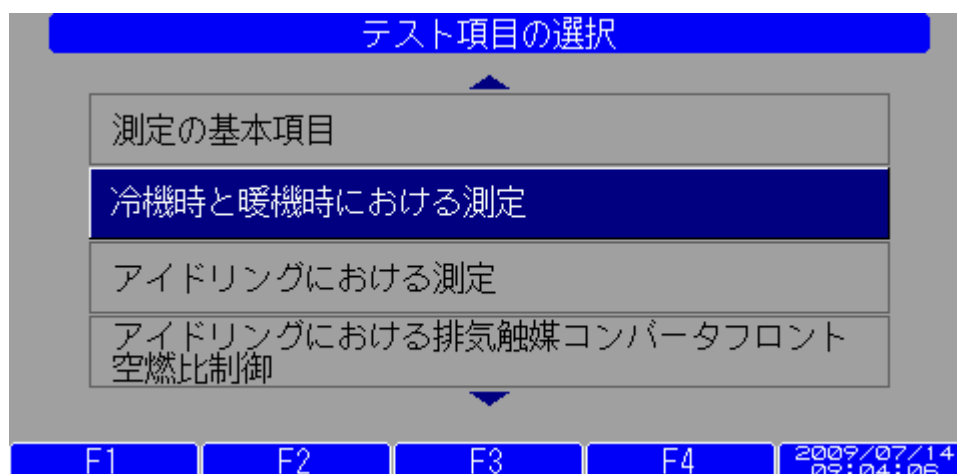 テスト項目の選択
測定の基本項目
冷機時と暖機時における測定
アイドリングにおける測定
アイドリングにおける排気触媒コンバータフロント
空燃比制御
F1
F2
F3
F4
2009/07/14
09:04:06